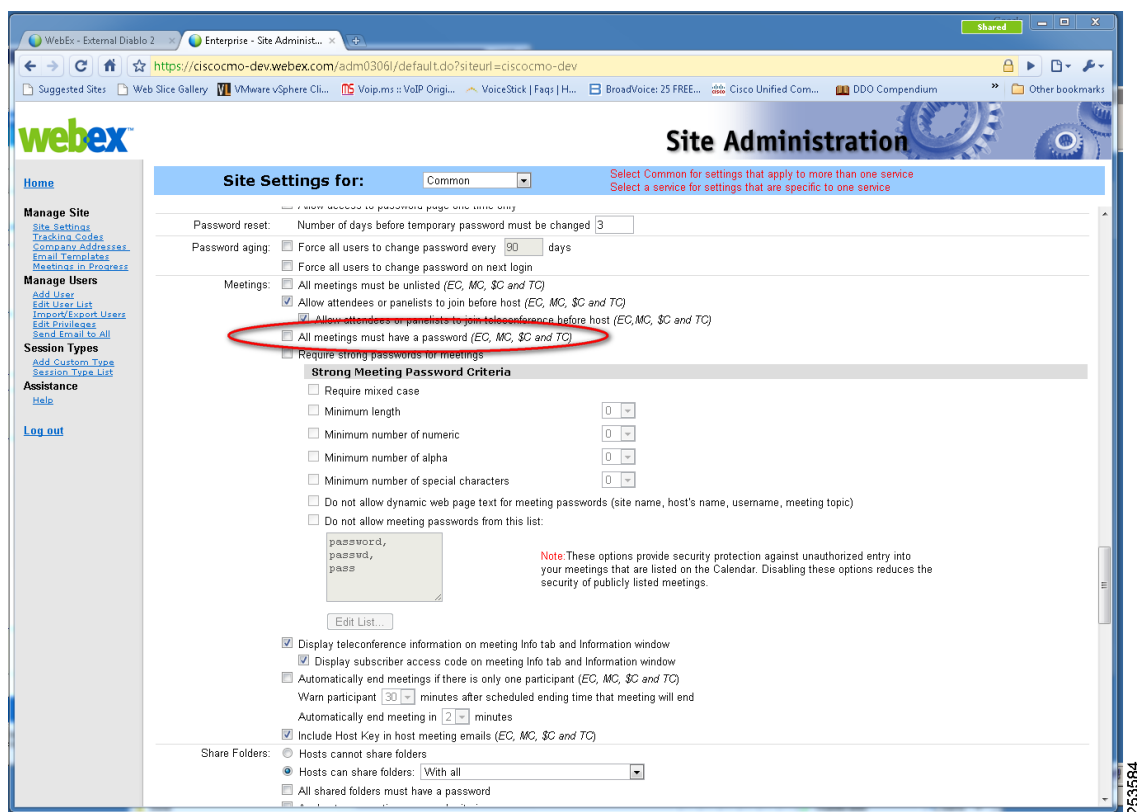 Shared
WebEx - External Diablo 2
Enterprise - Site Administ...
https://ciscocmo-dev.webex.com/adm0306l/default.do?siteurl=ciscocmo-dev
Suggested Sites Web Slice Gallery VMware vSphere Cli... Voip.ms :: VoIP Origi... VoiceStick | Faqs | H... BroadVoice: 25 FREE... Cisco Unified Com... DDO Compendium » Other bookmarks
webex
Site Administration
Home
Manage Site
Site Settings
Tracking Codes
Company Addresses
Email Templates
Meetings in Progress
Manage Users
Add User
Edit User List
Import/Export Users
Edit Privileges
Send Email to All
Session Types
Add Custom Type
Session Type List
Assistance
Help
Log out
Site Settings for: Common
Select Common for settings that apply to more than one service
Select a service for settings that are specific to one service
Allow access to password page one time only
Password reset: Number of days before temporary password must be changed 3
Password aging: Force all users to change password every 90 days
Force all users to change password on next login
Meetings: All meetings must be unlisted (EC, MC, $C and TC)
Allow attendees or panelists to join before host (EC, MC, $C and TC)
Allow attendees or panelists to join teleconference before host (EC,MC, $C and TC)
All meetings must have a password (EC, MC, $C and TC)
Require strong passwords for meetings
Strong Meeting Password Criteria
Require mixed case
Minimum length 0
Minimum number of numeric 0
Minimum number of alpha 0
Minimum number of special characters 0
Do not allow dynamic web page text for meeting passwords (site name, host's name, username, meeting topic)
Do not allow meeting passwords from this list:
password,
passwd,
pass
Note:These options provide security protection against unauthorized entry into
your meetings that are listed on the Calendar. Disabling these options reduces the
security of publicly listed meetings.
Edit List...
Display teleconference information on meeting Info tab and Information window
Display subscriber access code on meeting Info tab and Information window
Automatically end meetings if there is only one participant (EC, MC, $C and TC)
Warn participant 30 minutes after scheduled ending time that meeting will end
Automatically end meeting in 2 minutes
Include Host Key in host meeting emails (EC, MC, $C and TC)
Share Folders: Hosts cannot share folders
Hosts can share folders: With all
All shared folders must have a password
253584